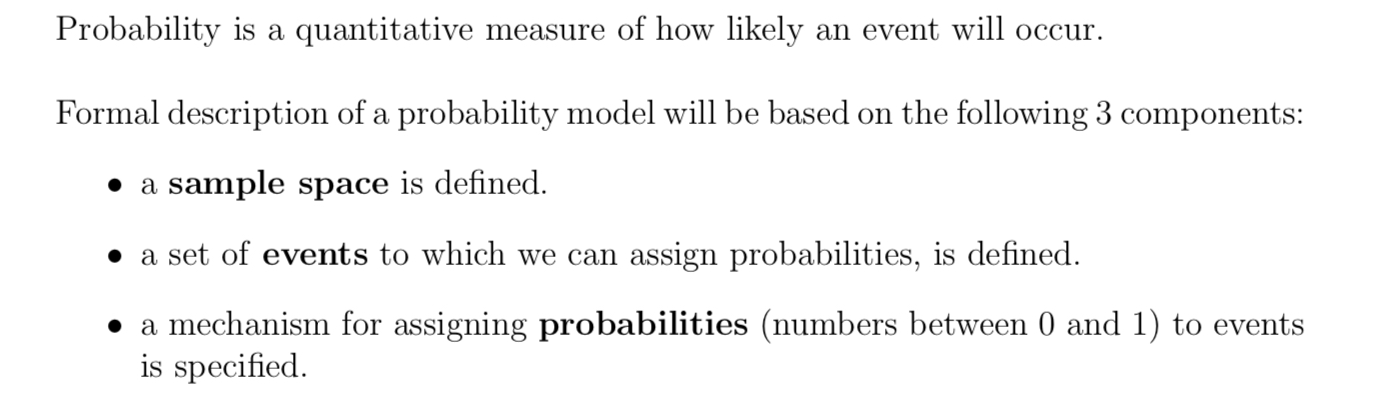 Probability is a quantitative measure of how likely an event will occur.
Formal description of a probability model will be based on the following 3 components:
• a sample space is defined.
• a set of events to which we can assign probabilities, is defined.
• a mechanism for assigning probabilities (numbers between 0 and 1) to events
is specified.